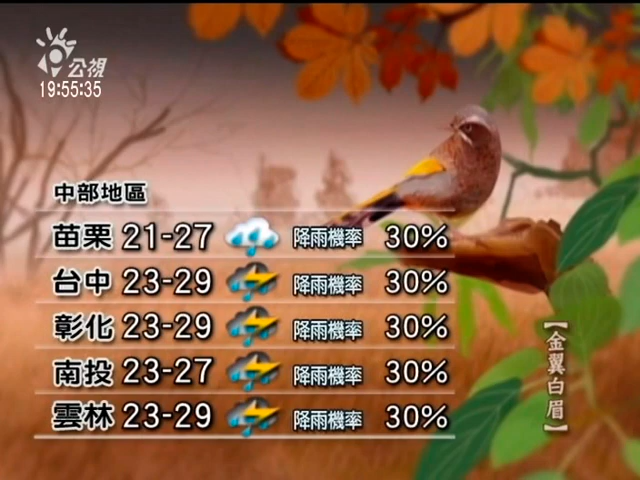 公視
19:55:35
中部地區
苗栗 21-27 降雨機率 30%
台中 23-29 降雨機率 30%
彰化 23-29 降雨機率 30%
南投 23-27 降雨機率 30%
雲林 23-29 降雨機率 30%
【金翼白眉】